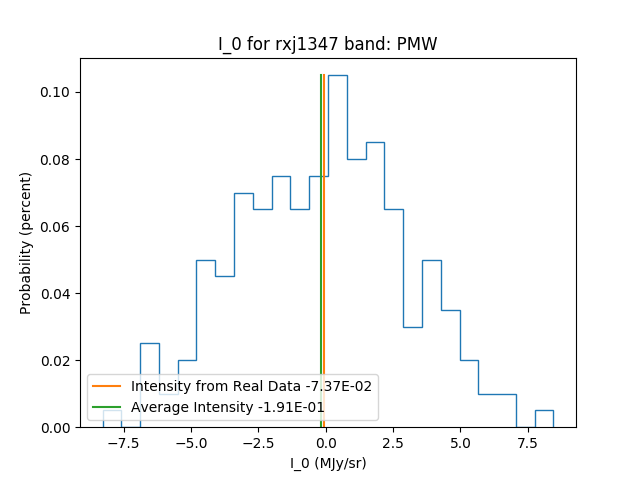 I_0 for rxj1347 band: PMW
Probability (percent)
0.10
0.08
0.06
0.04
0.02
0.00
Intensity from Real Data -7.37E-02
Average Intensity -1.91E-01
−7.5 −5.0 −2.5 0.0 2.5 5.0 7.5
I_0 (MJy/sr)